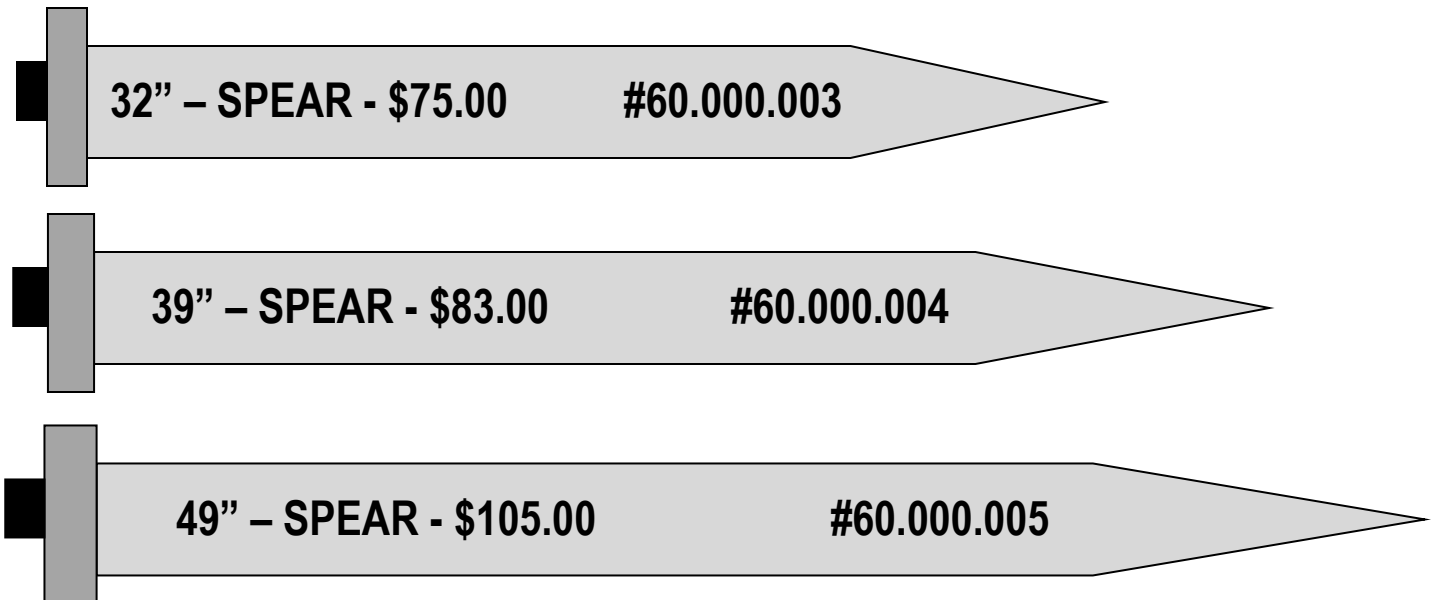 32” – SPEAR - $75.00 #60.000.003
39” – SPEAR - $83.00 #60.000.004
49” – SPEAR - $105.00 #60.000.005